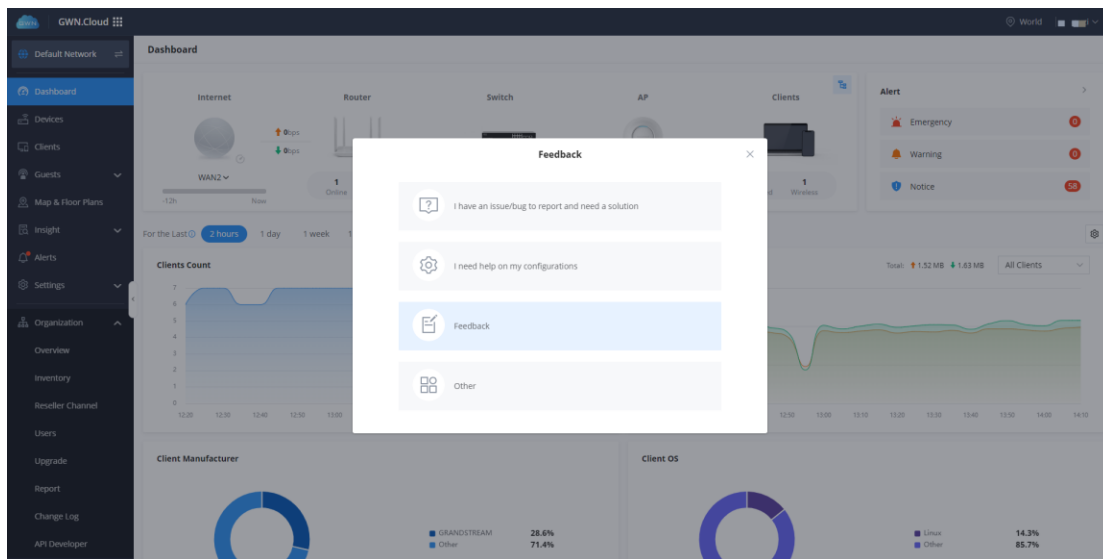 GWN.Cloud
World
Default Network
Dashboard
Devices
Clients
Guests
Map & Floor Plans
Insight
Alerts
Settings
Organization
Overview
Inventory
Reseller Channel
Users
Upgrade
Report
Change Log
API Developer
Dashboard
Internet
Router
Switch
AP
Clients
0bps
0bps
WAN2
-12h
Now
1
Online
1
Wireless
Alert
Emergency
0
Warning
0
Notice
58
For the Last
2 hours
1 day
1 week
Clients Count
7
6
5
4
3
2
1
0
12:20 12:30 12:40 12:50 13:00
Total: 1.52 MB 1.63 MB
All Clients
12:50 13:00 13:10 13:20 13:30 13:40 13:50 14:00 14:10
Feedback
I have an issue/bug to report and need a solution
I need help on my configurations
Feedback
Other
Client Manufacturer
GRANDSTREAM 28.6%
Other 71.4%
Client OS
Linux 14.3%
Other 85.7%